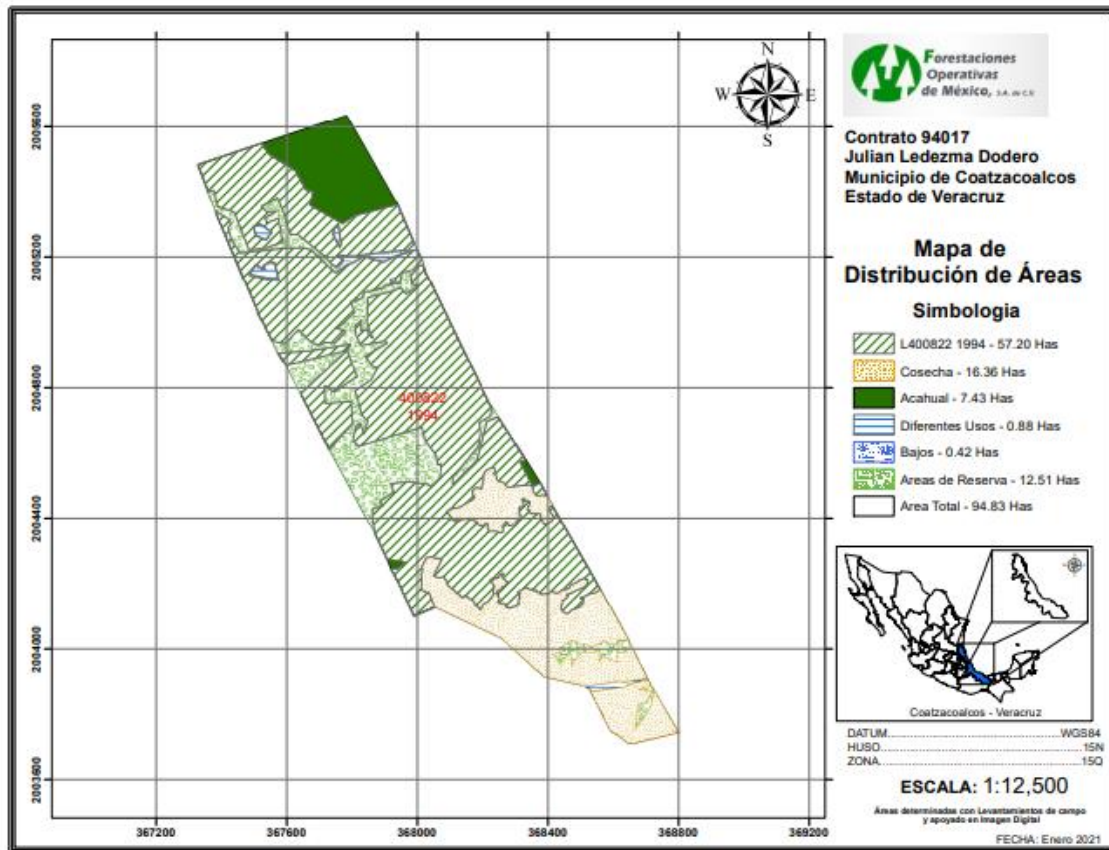 N
W
E
S
Forestaciones
Operativas
de México, S.A. de C.V.
Contrato 94017
Julian Ledezma Dodero
Municipio de Coatzacoalcos
Estado de Veracruz
Mapa de
Distribución de Áreas
Simbologia
L400822 1994 - 57.20 Has
Cosecha - 16.36 Has
Acahual - 7.43 Has
Diferentes Usos - 0.88 Has
Bajos - 0.42 Has
Areas de Reserva - 12.51 Has
Area Total - 94.83 Has
2005600
2005200
2004800
2004400
2004000
2003600
400822
1994
367200
367600
368000
368400
368800
369200
Coatzacoalcos - Veracruz
DATUM WGS84
HUSO 15N
ZONA 15Q
ESCALA: 1:12,500
Áreas determinadas con Levantamientos de campo
y apoyado en Imagen Digital
FECHA: Enero 2021